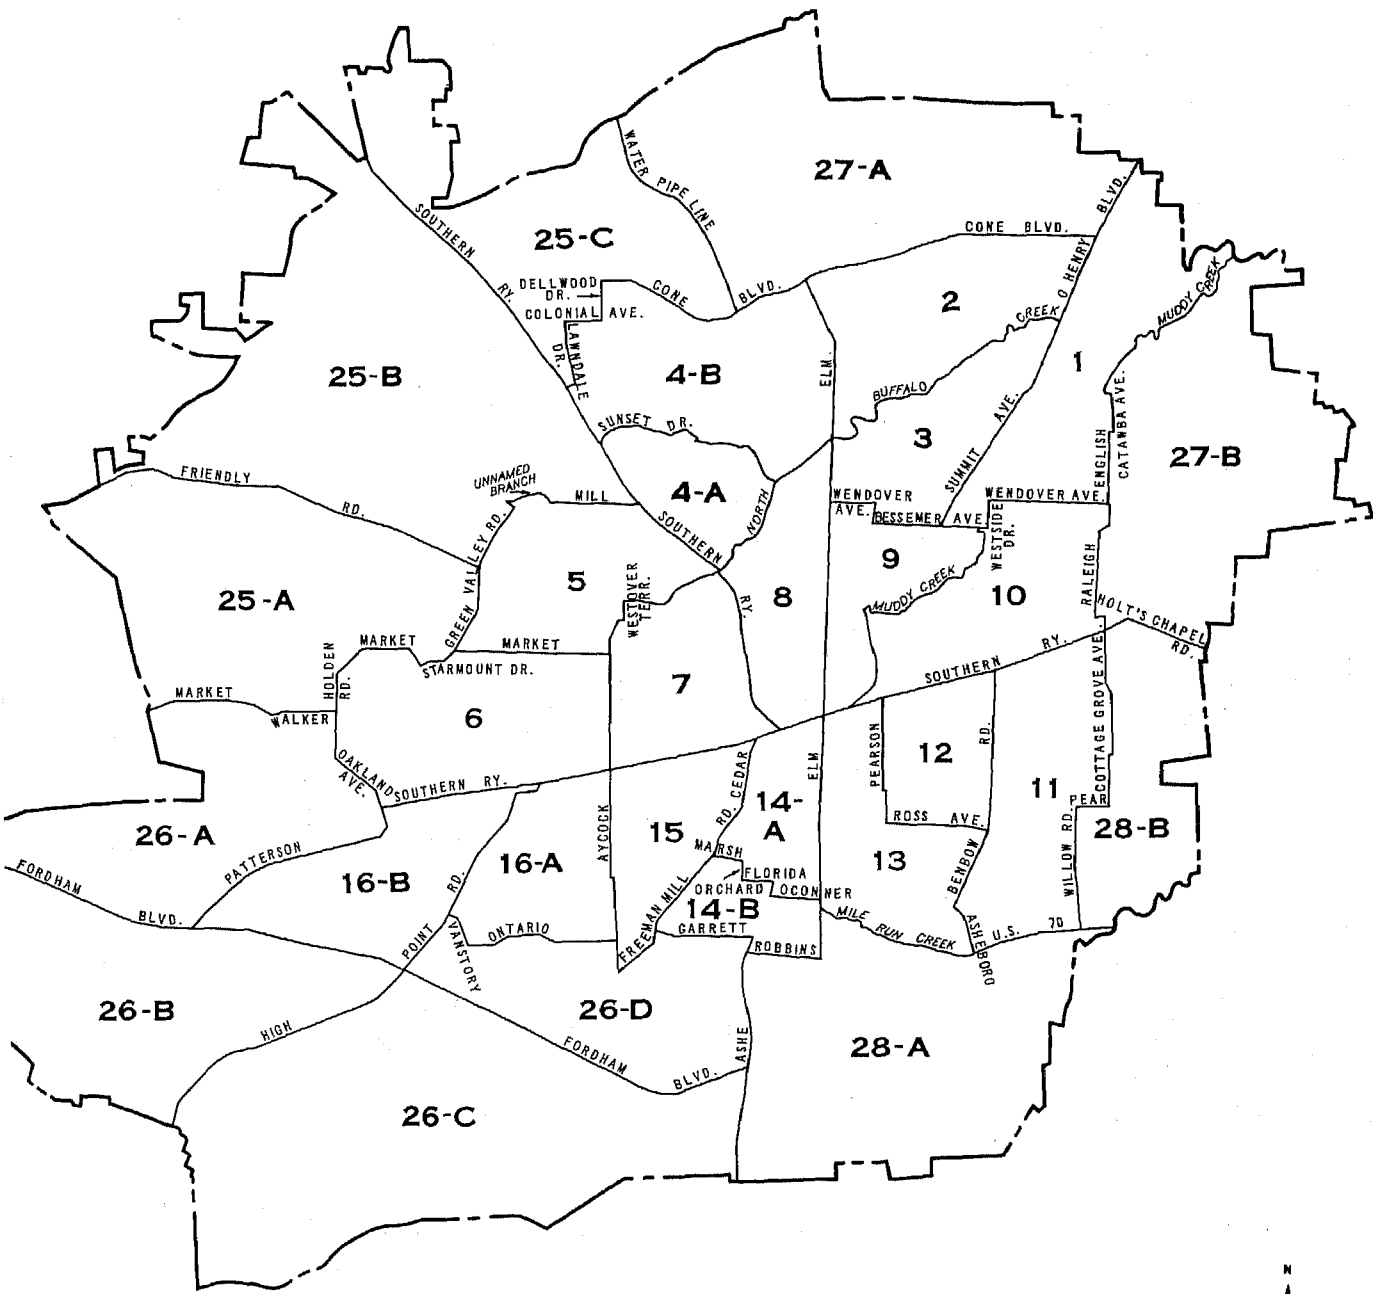 27-A
WATER PIPE LINE
SOUTHERN
RY.
25-C
CONE BLVD.
BLVD.
O HENRY
DELLWOOD
DR.
CONE
BLVD.
COLONIAL AVE.
2
CREEK
MUDDY
CREEK
LAWNDALE
DR.
25-B
4-B
ELM
1
BUFFALO
CATAWBA AVE.
SUNSET DR.
3
SUMMIT AVE.
ENGLISH
27-B
FRIENDLY
RD.
UNNAMED
BRANCH
MILL
4-A
NORTH
WENDOVER
AVE.
WENDOVER AVE.
BESSEMER AVE.
WESTSIDE
DR.
SOUTHERN
RY.
GREEN VALLEY RD.
5
WESTOVER
TERR.
8
9
MUDDY CREEK
10
RALEIGH
HOLT'S CHAPEL
RD.
25-A
MARKET
MARKET
STARMOUNT DR.
HOLDEN
RD.
SOUTHERN RY.
7
MARKET
WALKER
6
COTTAGE GROVE AVE.
OAKLAND
AVE.
SOUTHERN RY.
CEDAR
RD.
ELM
PEARSON
12
RD.
11
PEAR
14-
A
AYCOCK
15
ROSS AVE.
WILLOW RD.
28-B
26-A
PATTERSON
16-A
MARSH
13
BENBOW
FORDHAM
BLVD.
16-B
RD.
FLORIDA
ORCHARD
OCONNER
14-B
FREEMAN MILL
MILE
RUN CREEK
POINT
VANSTORY
ONTARIO
GARRETT
ROBBINS
ASHEBORO
U.S. 70
26-B
HIGH
26-D
FORDHAM
BLVD.
ASHE
28-A
26-C
N